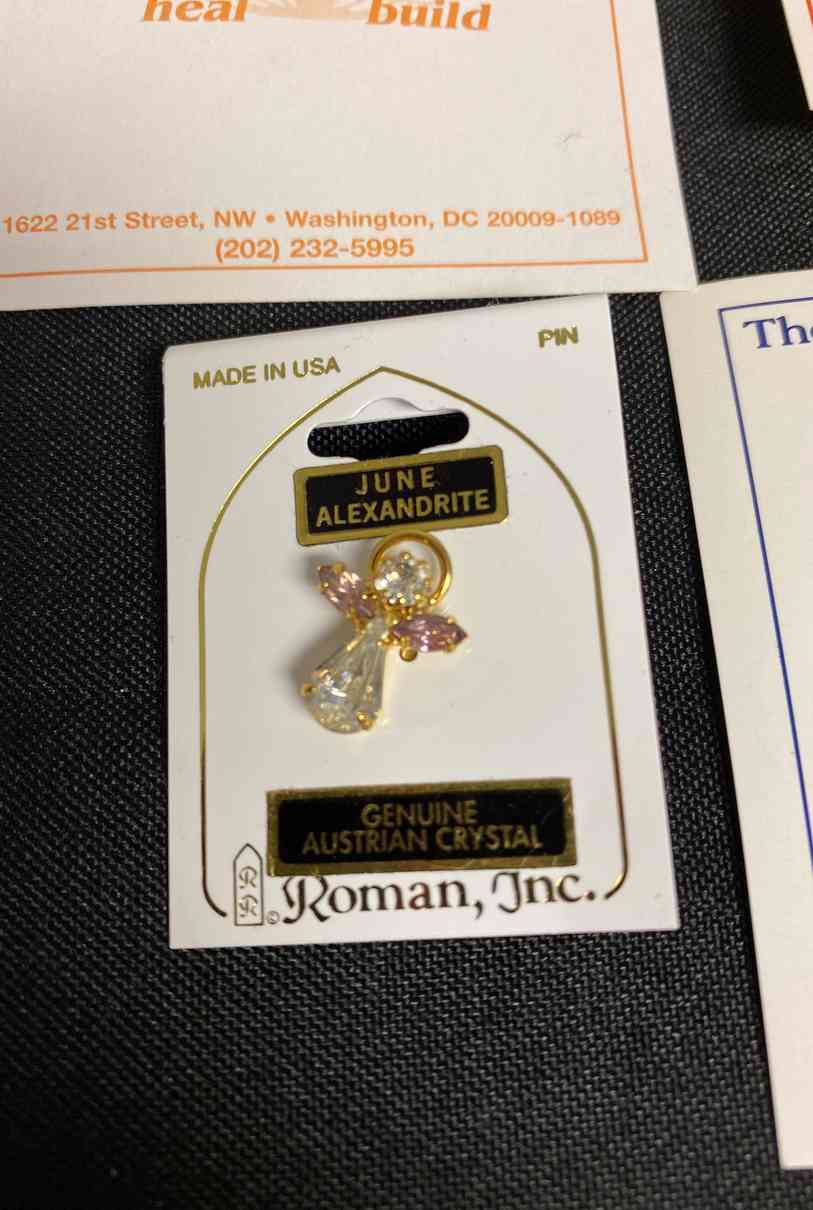 heal build
1622 21st Street, NW • Washington, DC 20009-1089
(202) 232-5995
MADE IN USA
PIN
JUNE
ALEXANDRITE
GENUINE
AUSTRIAN CRYSTAL
RR
© Roman, Inc.